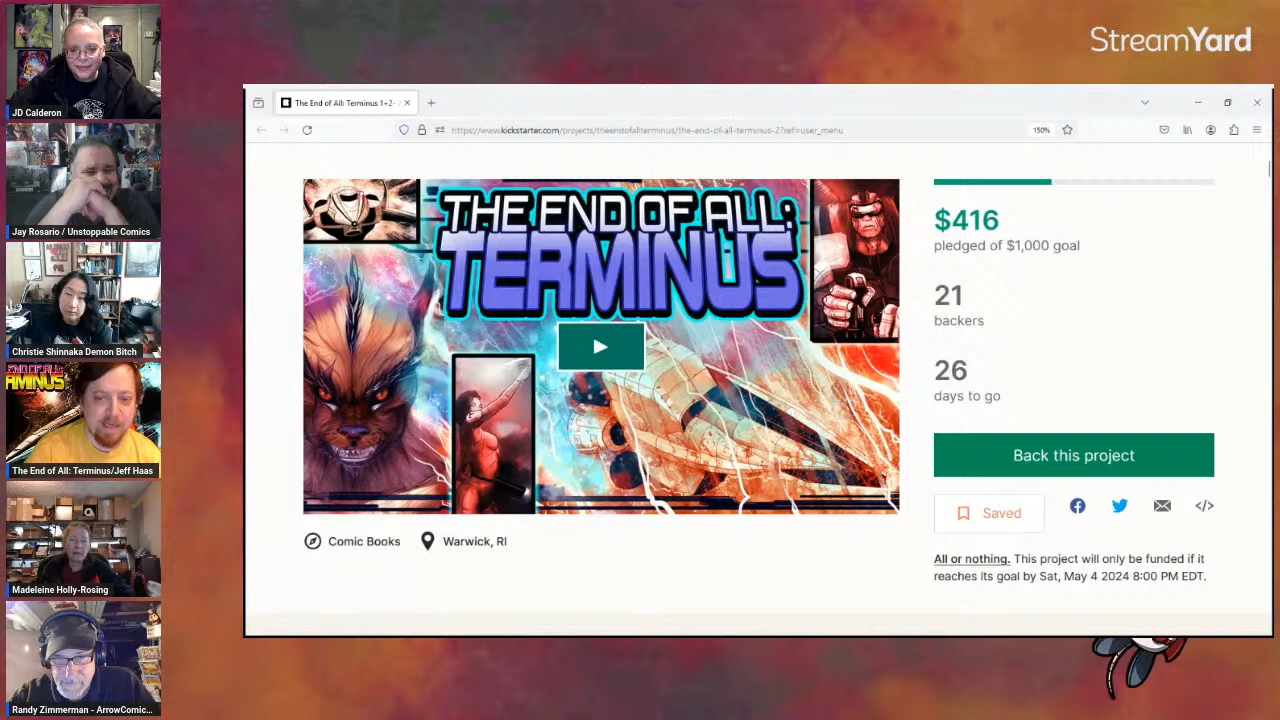 StreamYard
JD Calderon
Jay Rosario / Unstoppable Comics
Christie Shinnaka Demon Bitch
END OF ALL:
RMINUS
The End of All: Terminus/Jeff Haas
Madeleine Holly-Rosing
Randy Zimmerman - ArrowComic...
The End of All: Terminus 1+2-
https://www.kickstarter.com/projects/theendofallterminus/the-end-of-all-terminus-2?ref=user_menu
150%
THE END OF ALL:
TERMINUS
Comic Books
Warwick, RI
$416
pledged of $1,000 goal
21
backers
26
days to go
Back this project
Saved
All or nothing. This project will only be funded if it
reaches its goal by Sat, May 4 2024 8:00 PM EDT.